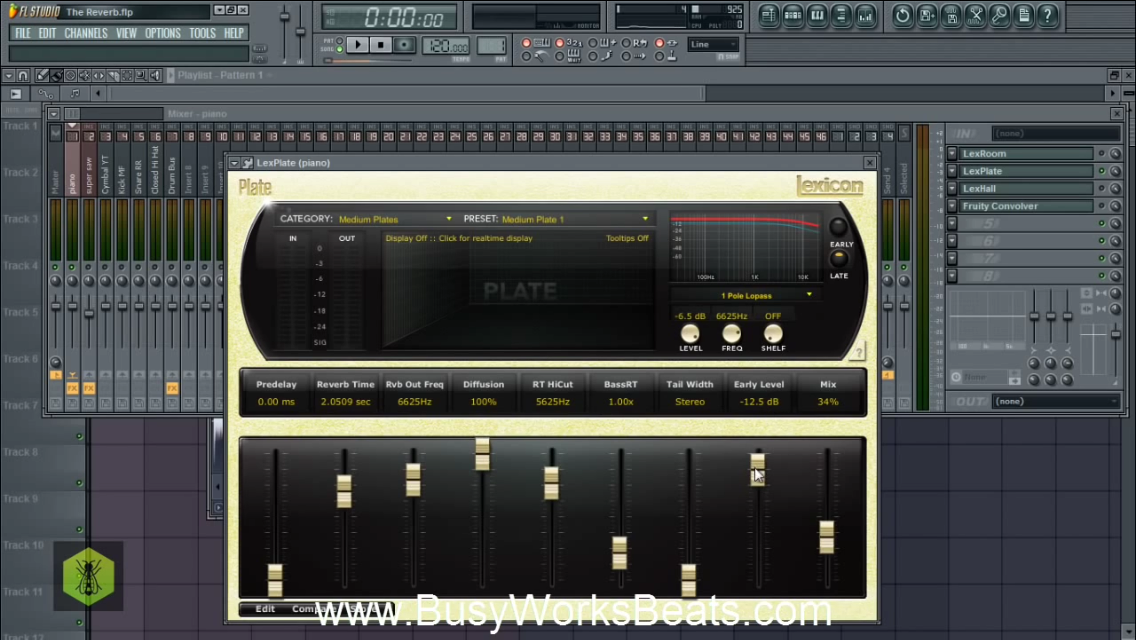 FL STUDIO The Reverb.flp
FILE EDIT CHANNELS VIEW OPTIONS TOOLS HELP
0:00:00
120.000
Line
Playlist - Pattern 1
Mixer - piano
Track 1
Track 2
Track 3
Track 4
Track 5
Track 6
Track 7
Track 8
Track 9
Track 10
Track 11
Master
piano
super saw
Cymbal YT
Kick MF
Snare RR
Closed Hi Hat
Drum Bus
Insert 8
Insert 9
Send 4
Selected
IN (none)
LexRoom
LexPlate
LexHall
Fruity Convolver
5
6
7
8
OUT (none)
LexPlate (piano)
Plate
Lexicon
CATEGORY: Medium Plates PRESET: Medium Plate 1
IN OUT
Display Off :: Click for realtime display Tooltips Off
PLATE
0
-3
-6
-12
-18
-24
SIG
-12
-24
-36
-48
-60
100Hz 1K 10K
EARLY
LATE
1 Pole Lopass
-6.5 dB 6625Hz OFF
LEVEL FREQ SHELF
?
Predelay Reverb Time Rvb Out Freq Diffusion RT HiCut BassRT Tail Width Early Level Mix
0.00 ms 2.0509 sec 6625Hz 100% 5625Hz 1.00x Stereo -12.5 dB 34%
Edit Compare Store
www.BusyWorksBeats.com